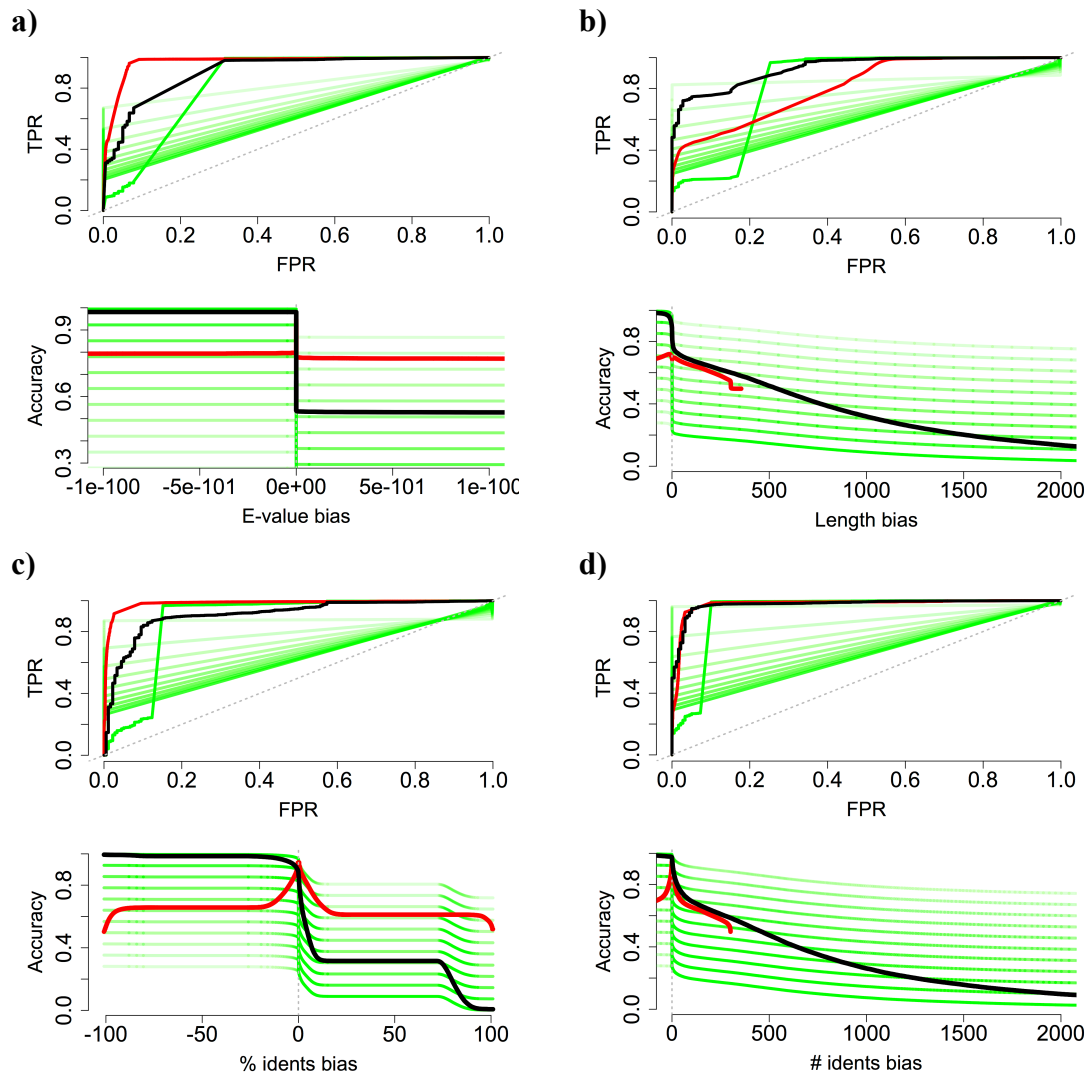 a)
TPR
0.0 0.4 0.8
0.0 0.2 0.4 0.6 0.8 1.0
FPR
Accuracy
0.3 0.6 0.9
-1e-100 -5e-101 0e+00 5e-101 1e-100
E-value bias
b)
TPR
0.0 0.4 0.8
0.0 0.2 0.4 0.6 0.8 1.0
FPR
Accuracy
0.0 0.4 0.8
0 500 1000 1500 2000
Length bias
c)
TPR
0.0 0.4 0.8
0.0 0.2 0.4 0.6 0.8 1.0
FPR
Accuracy
0.0 0.4 0.8
-100 -50 0 50 100
% idents bias
d)
TPR
0.0 0.4 0.8
0.0 0.2 0.4 0.6 0.8 1.0
FPR
Accuracy
0.0 0.4 0.8
0 500 1000 1500 2000
# idents bias